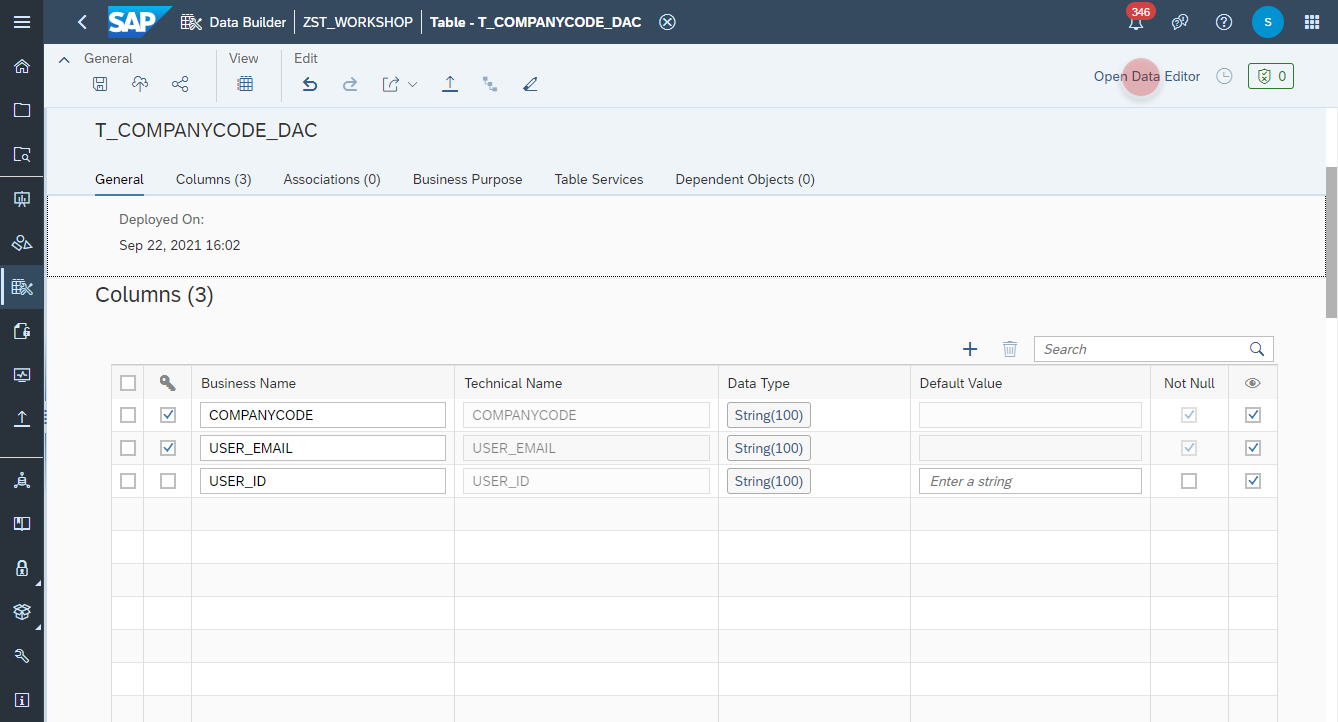 SAP Data Builder ZST_WORKSHOP Table - T_COMPANYCODE_DAC 346 S
General View Edit
Open Data Editor 0
T_COMPANYCODE_DAC
General Columns (3) Associations (0) Business Purpose Table Services Dependent Objects (0)
Deployed On:
Sep 22, 2021 16:02
Columns (3)
Search
Business Name Technical Name Data Type Default Value Not Null
COMPANYCODE COMPANYCODE String(100)
USER_EMAIL USER_EMAIL String(100)
USER_ID USER_ID String(100) Enter a string